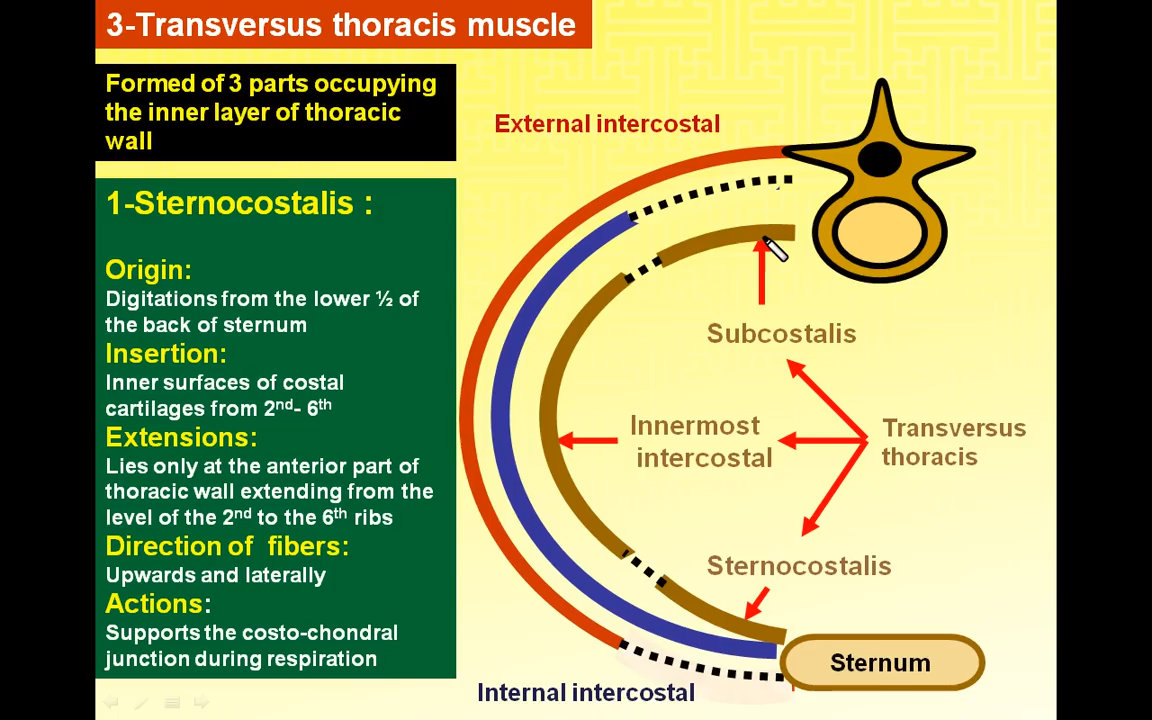 3-Transversus thoracis muscle
Formed of 3 parts occupying
the inner layer of thoracic
wall
1-Sternocostalis :
Origin:
Digitations from the lower ½ of
the back of sternum
Insertion:
Inner surfaces of costal
cartilages from 2nd- 6th
Extensions:
Lies only at the anterior part of
thoracic wall extending from the
level of the 2nd to the 6th ribs
Direction of fibers:
Upwards and laterally
Actions:
Supports the costo-chondral
junction during respiration
External intercostal
Subcostalis
Innermost
intercostal
Transversus
thoracis
Sternocostalis
Sternum
Internal intercostal